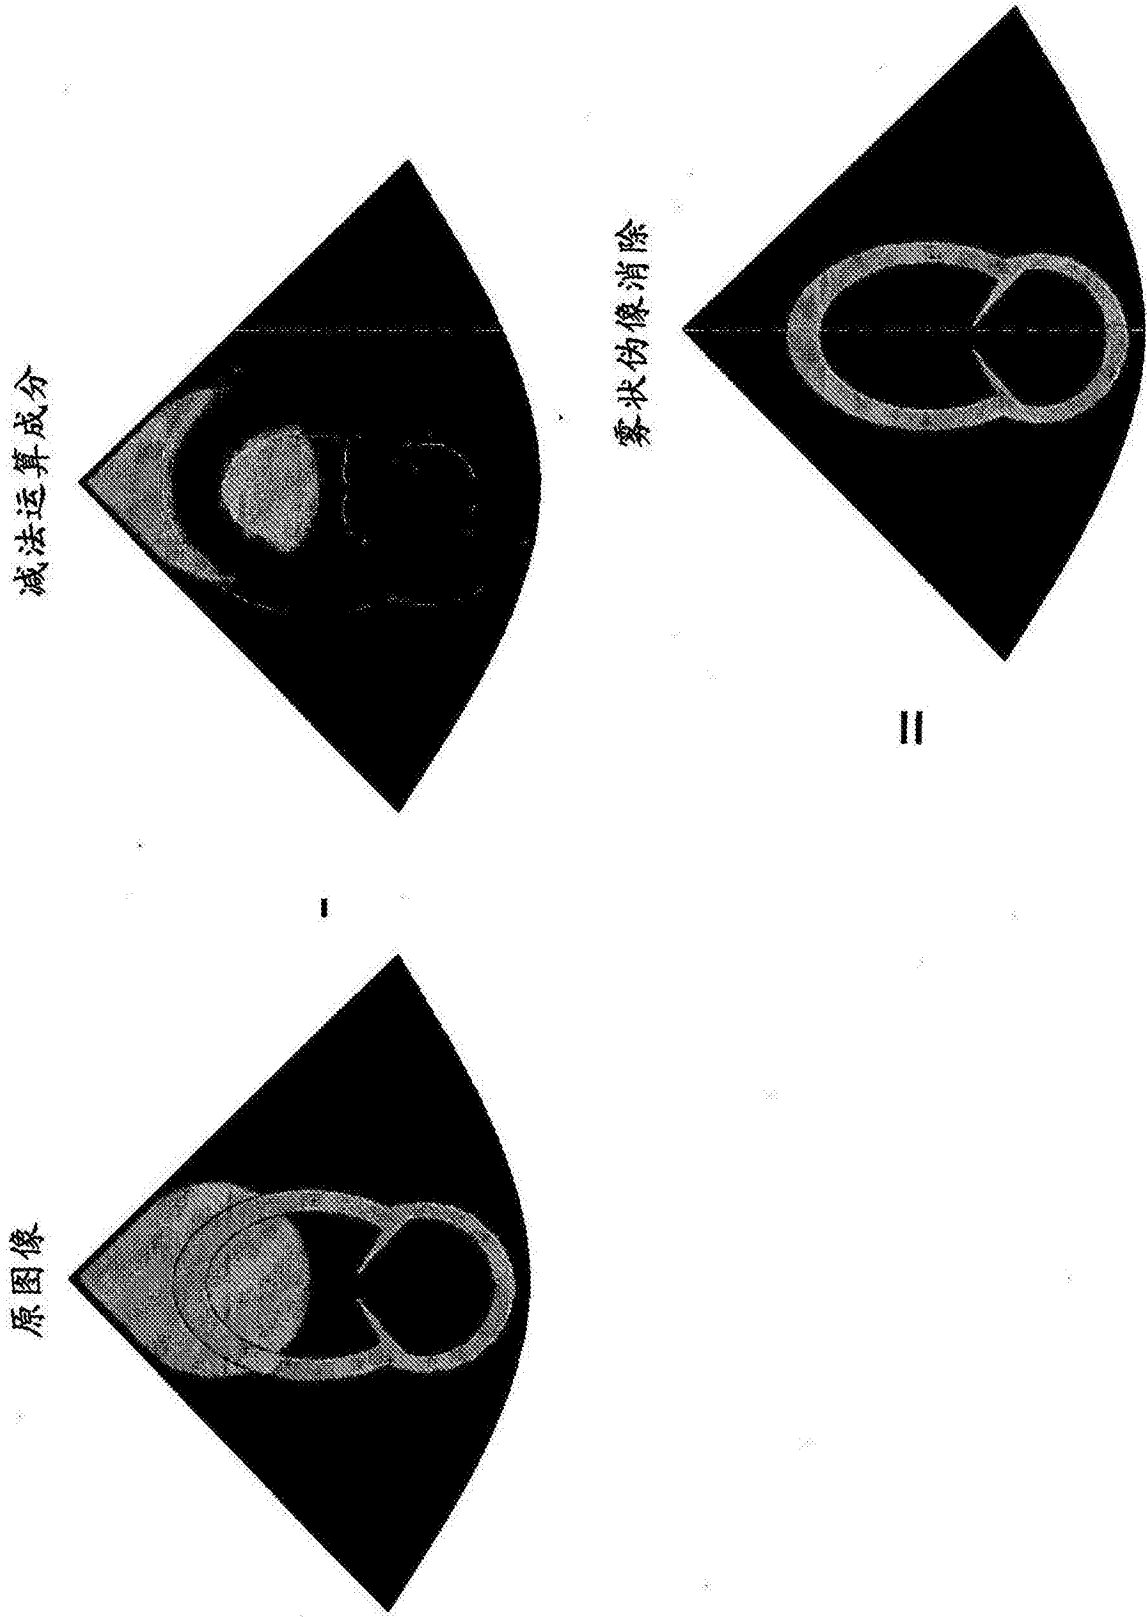 原图像
-
减法运算成分
=
雾状伪像消除